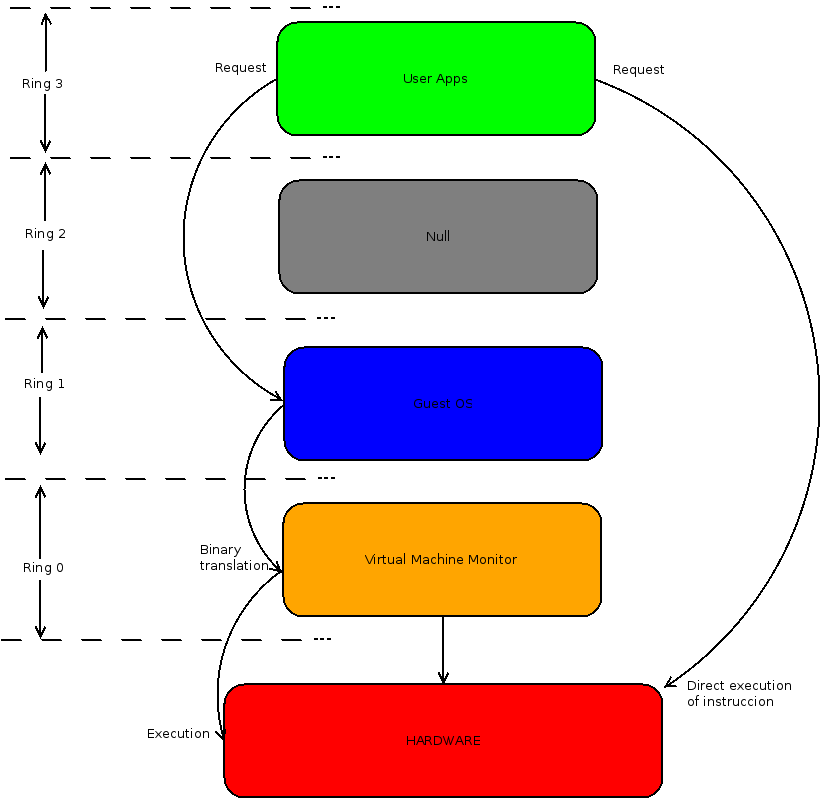 Ring 3
Request
User Apps
Request
Ring 2
Null
Ring 1
Guest OS
Ring 0
Binary
translation
Virtual Machine Monitor
Direct execution
of instruccion
Execution
HARDWARE